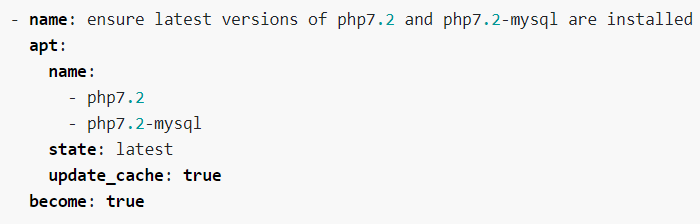 - name: ensure latest versions of php7.2 and php7.2-mysql are installed
  apt:
    name:
      - php7.2
      - php7.2-mysql
    state: latest
    update_cache: true
  become: true